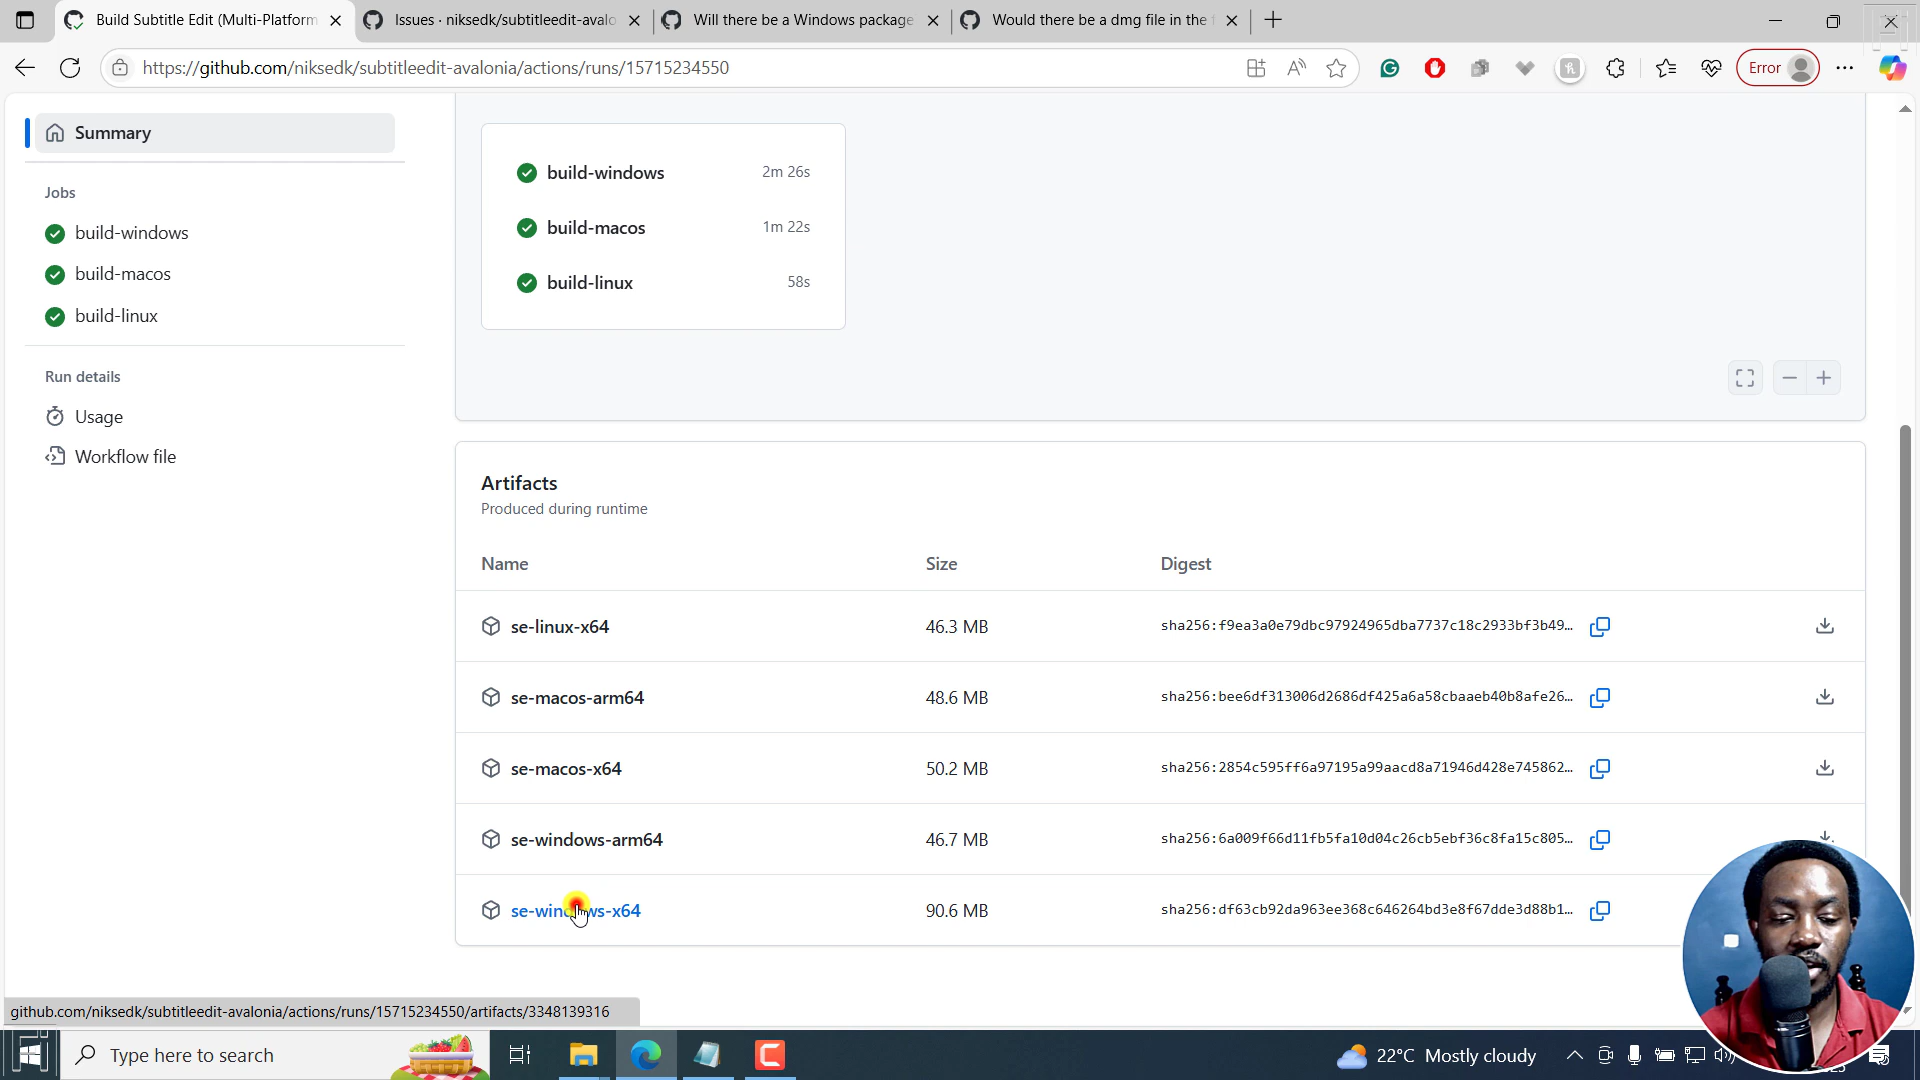 Build Subtitle Edit (Multi-Platform
Issues · niksedk/subtitleedit-avalo
Will there be a Windows package
Would there be a dmg file in the
https://github.com/niksedk/subtitleedit-avalonia/actions/runs/15715234550
Error
Summary
Jobs
build-windows
build-macos
build-linux
Run details
Usage
Workflow file
build-windows 2m 26s
build-macos 1m 22s
build-linux 58s
Artifacts
Produced during runtime
Name Size Digest
se-linux-x64 46.3 MB sha256:f9ea3a0e79dbc97924965dba7737c18c2933bf3b49…
se-macos-arm64 48.6 MB sha256:bee6df313006d2686df425a6a58cbaaeb40b8afe26…
se-macos-x64 50.2 MB sha256:2854c595ff6a97195a99aacd8a71946d428e745862…
se-windows-arm64 46.7 MB sha256:6a009f66d11fb5fa10d04c26cb5ebf36c8fa15c805…
se-windows-x64 90.6 MB sha256:df63cb92da963ee368c646264bd3e8f67dde3d88b1…
github.com/niksedk/subtitleedit-avalonia/actions/runs/15715234550/artifacts/3348139316
Type here to search
22°C Mostly cloudy